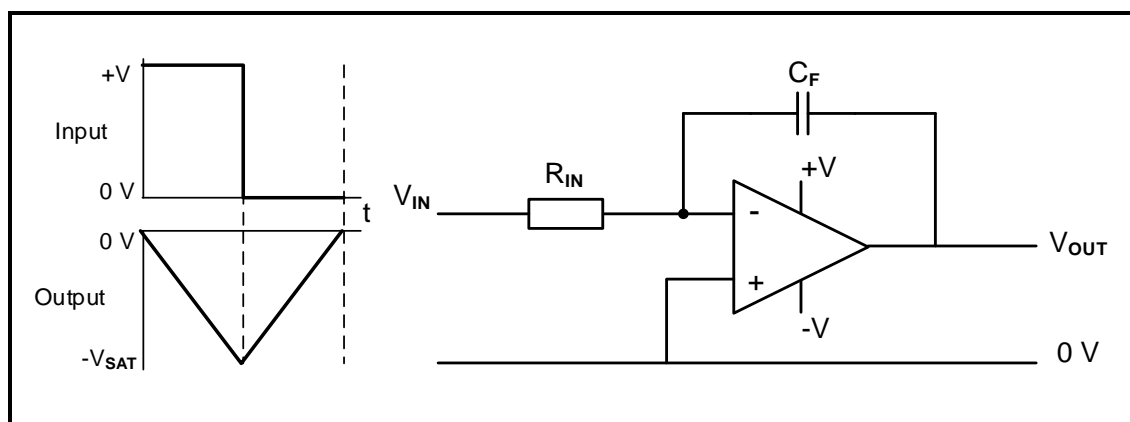 +V
Input
0 V
t
0 V
Output
-VSAT
VIN
RIN
CF
+V
-
+
-V
VOUT
0 V